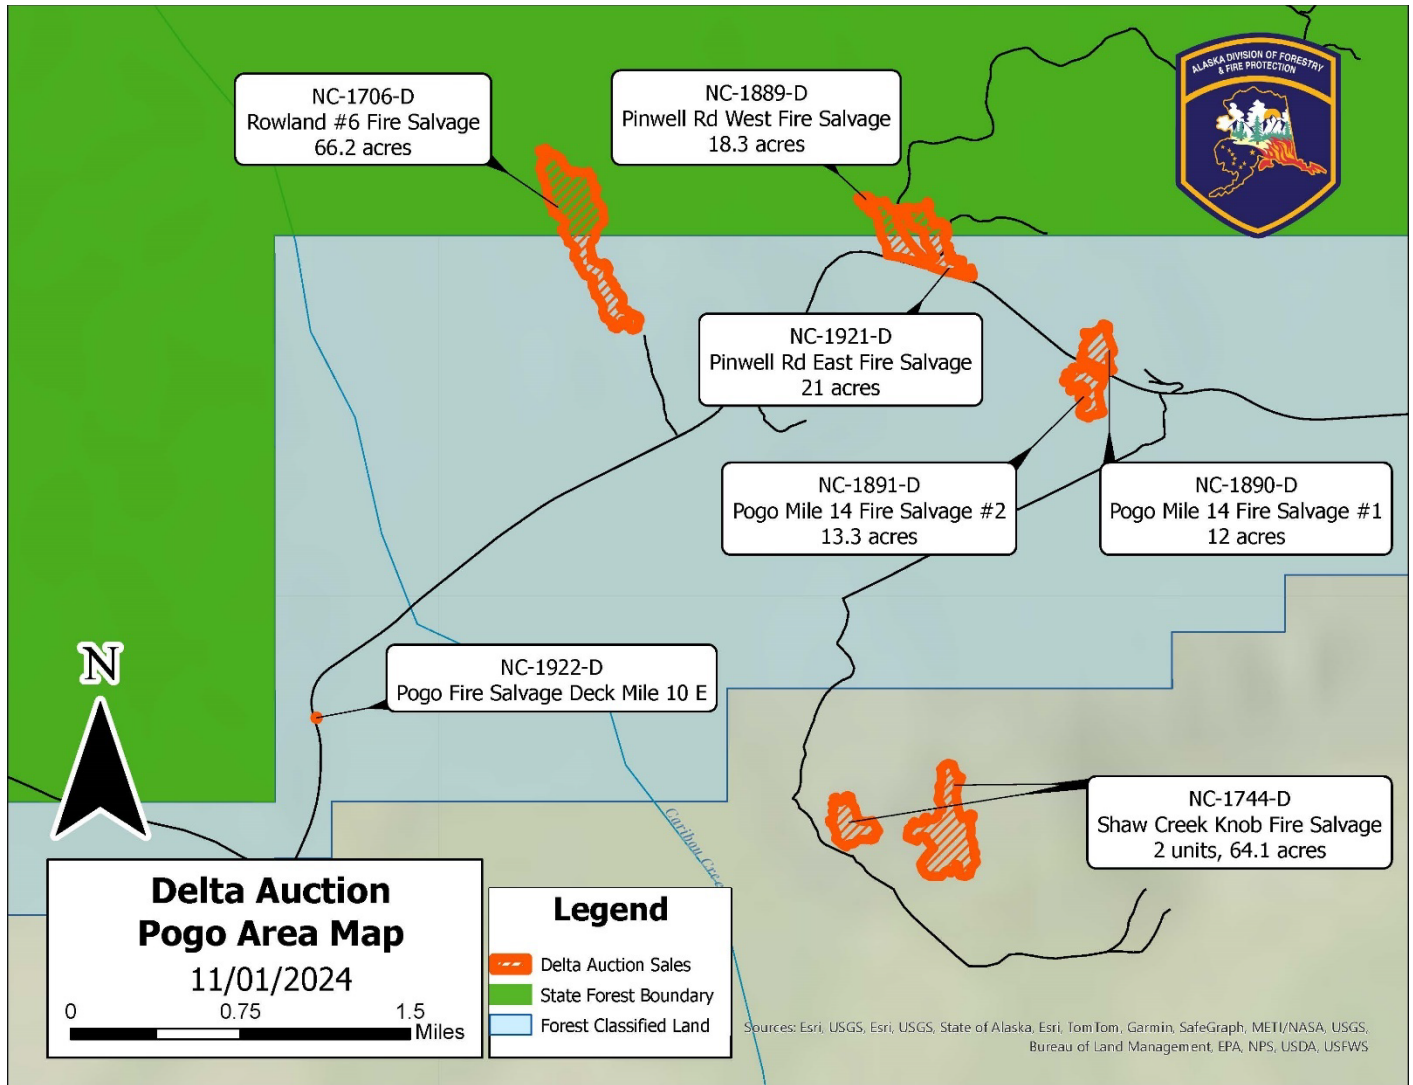 ALASKA DIVISION OF FORESTRY
& FIRE PROTECTION
NC-1706-D
Rowland #6 Fire Salvage
66.2 acres
NC-1889-D
Pinwell Rd West Fire Salvage
18.3 acres
NC-1921-D
Pinwell Rd East Fire Salvage
21 acres
NC-1891-D
Pogo Mile 14 Fire Salvage #2
13.3 acres
NC-1890-D
Pogo Mile 14 Fire Salvage #1
12 acres
N
NC-1922-D
Pogo Fire Salvage Deck Mile 10 E
NC-1744-D
Shaw Creek Knob Fire Salvage
2 units, 64.1 acres
Caribou Cree
Delta Auction
Pogo Area Map
11/01/2024
0 0.75 1.5
Miles
Legend
Delta Auction Sales
State Forest Boundary
Forest Classified Land
Sources: Esri, USGS, Esri, USGS, State of Alaska, Esri, TomTom, Garmin, SafeGraph, METI/NASA, USGS,
Bureau of Land Management, EPA, NPS, USDA, USFWS